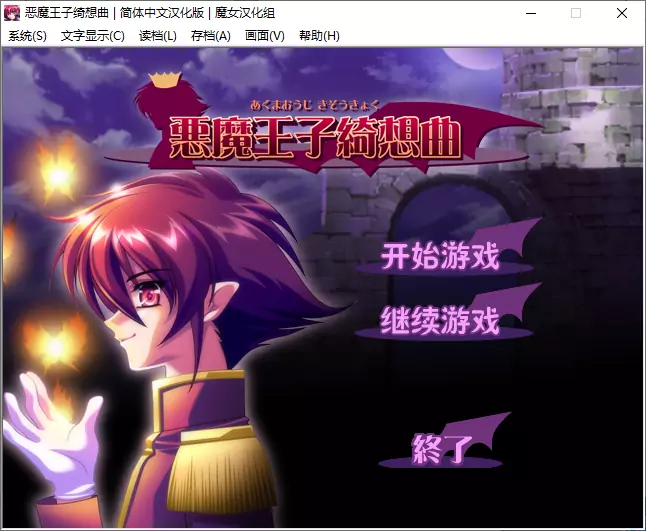 恶魔王子绮想曲 | 简体中文汉化版 | 魔女汉化组
系统(S) 文字显示(C) 读档(L) 存档(A) 画面(V) 帮助(H)
あくまおうじ きそうきょく
悪魔王子綺想曲
开始游戏
继续游戏
終了